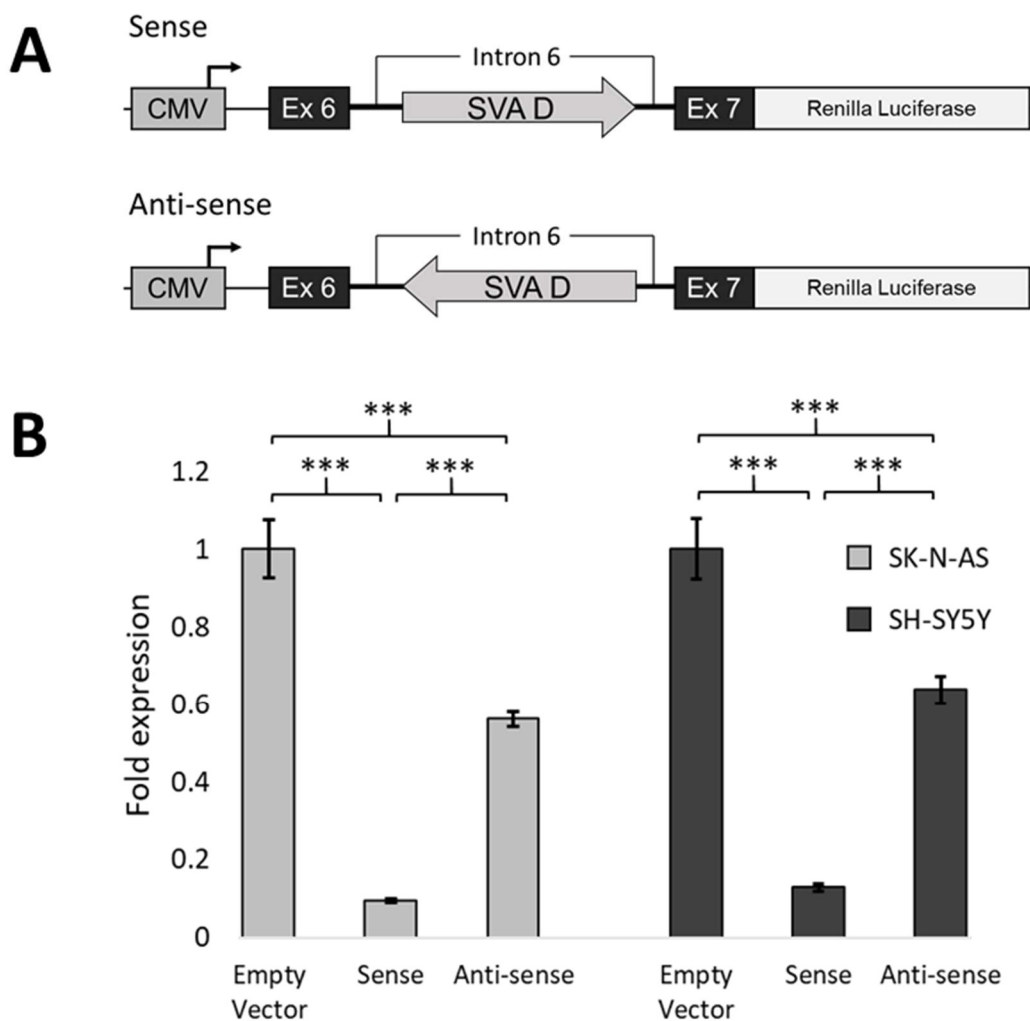 A
Sense
Intron 6
CMV
Ex 6
SVA D
Ex 7
Renilla Luciferase
Anti-sense
Intron 6
CMV
Ex 6
SVA D
Ex 7
Renilla Luciferase
B
*** ***
*** *** *** ***
Fold expression
1.2
1
0.8
0.6
0.4
0.2
0
SK-N-AS
SH-SY5Y
Empty Vector
Sense
Anti-sense
Empty Vector
Sense
Anti-sense